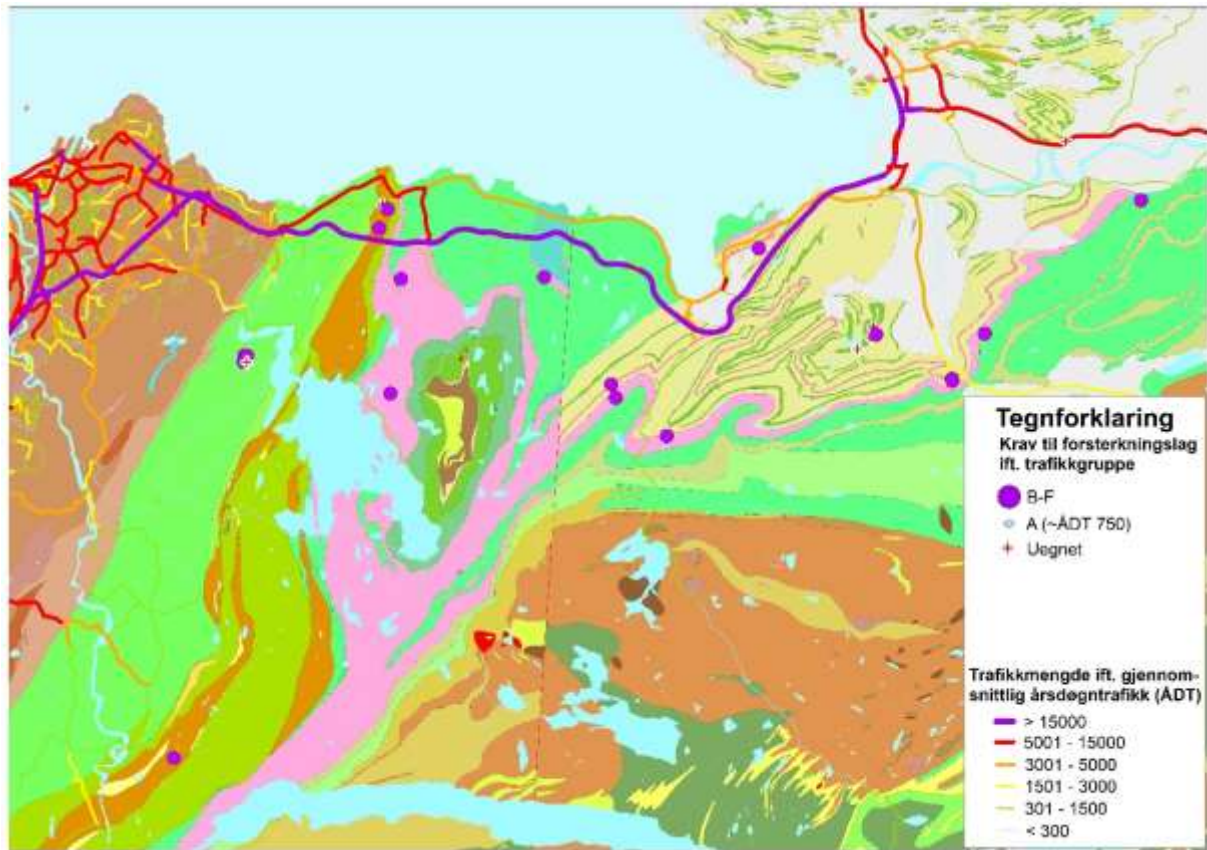 Tegnforklaring
Krav til forsterkningslag
ift. trafikkgruppe
B-F
A (~ÅDT 750)
Uegnet
Trafikkmengde ift. gjennom-
snittlig årsdøgntrafikk (ÅDT)
> 15000
5001 - 15000
3001 - 5000
1501 - 3000
301 - 1500
< 300